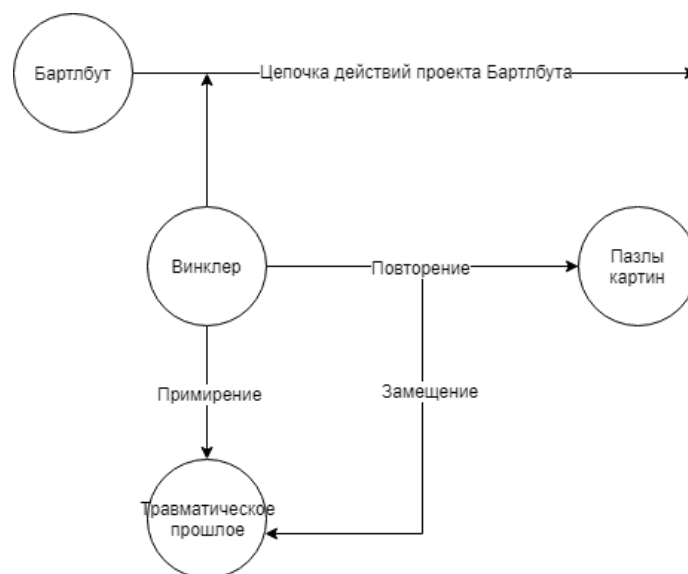 Бартлбут
Цепочка действий проекта Бартлбута
Винклер
Повторение
Пазлы
картин
Примирение
Замещение
Травматическое
прошлое